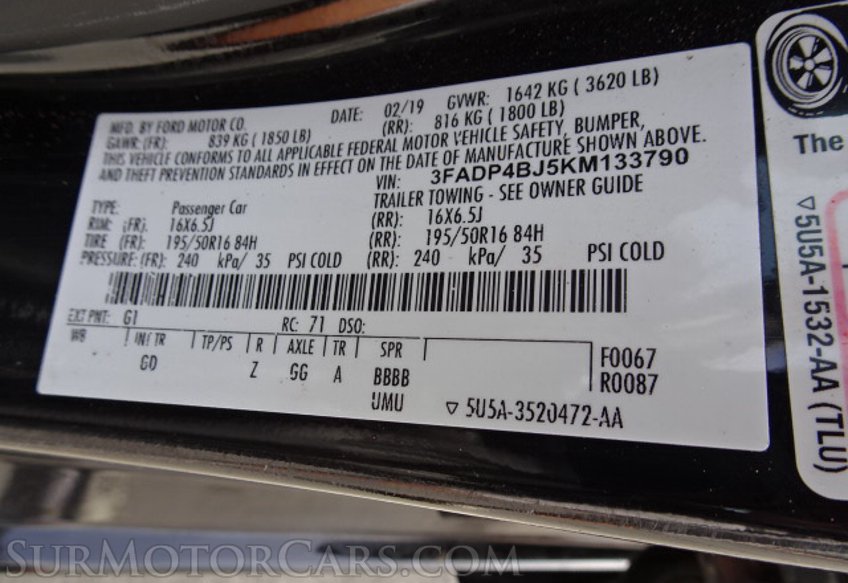 MFD. BY FORD MOTOR CO. DATE: 02/19 GVWR: 1642 KG ( 3620 LB)
GAWR: (FR): 839 KG ( 1850 LB) (RR): 816 KG ( 1800 LB)
THIS VEHICLE CONFORMS TO ALL APPLICABLE FEDERAL MOTOR VEHICLE SAFETY, BUMPER,
AND THEFT PREVENTION STANDARDS IN EFFECT ON THE DATE OF MANUFACTURE SHOWN ABOVE.
VIN: 3FADP4BJ5KM133790
TRAILER TOWING - SEE OWNER GUIDE
TYPE: Passenger Car
RIM: (FR). 16X6.5J (RR): 16X6.5J
TIRE (FR): 195/50R16 84H (RR): 195/50R16 84H
PRESSURE: (FR): 240 kPa/ 35 PSI COLD (RR): 240 kPa/ 35 PSI COLD
EXT PNT: G1 RC: 71 DSO:
WB INT TR TP/PS R AXLE TR SPR F0067
GD Z GG A BBBB R0087
UMU ▽ 5U5A-3520472-AA
The
▽5U5A-1532-AA (TLU)
SURMOTORCARS.COM